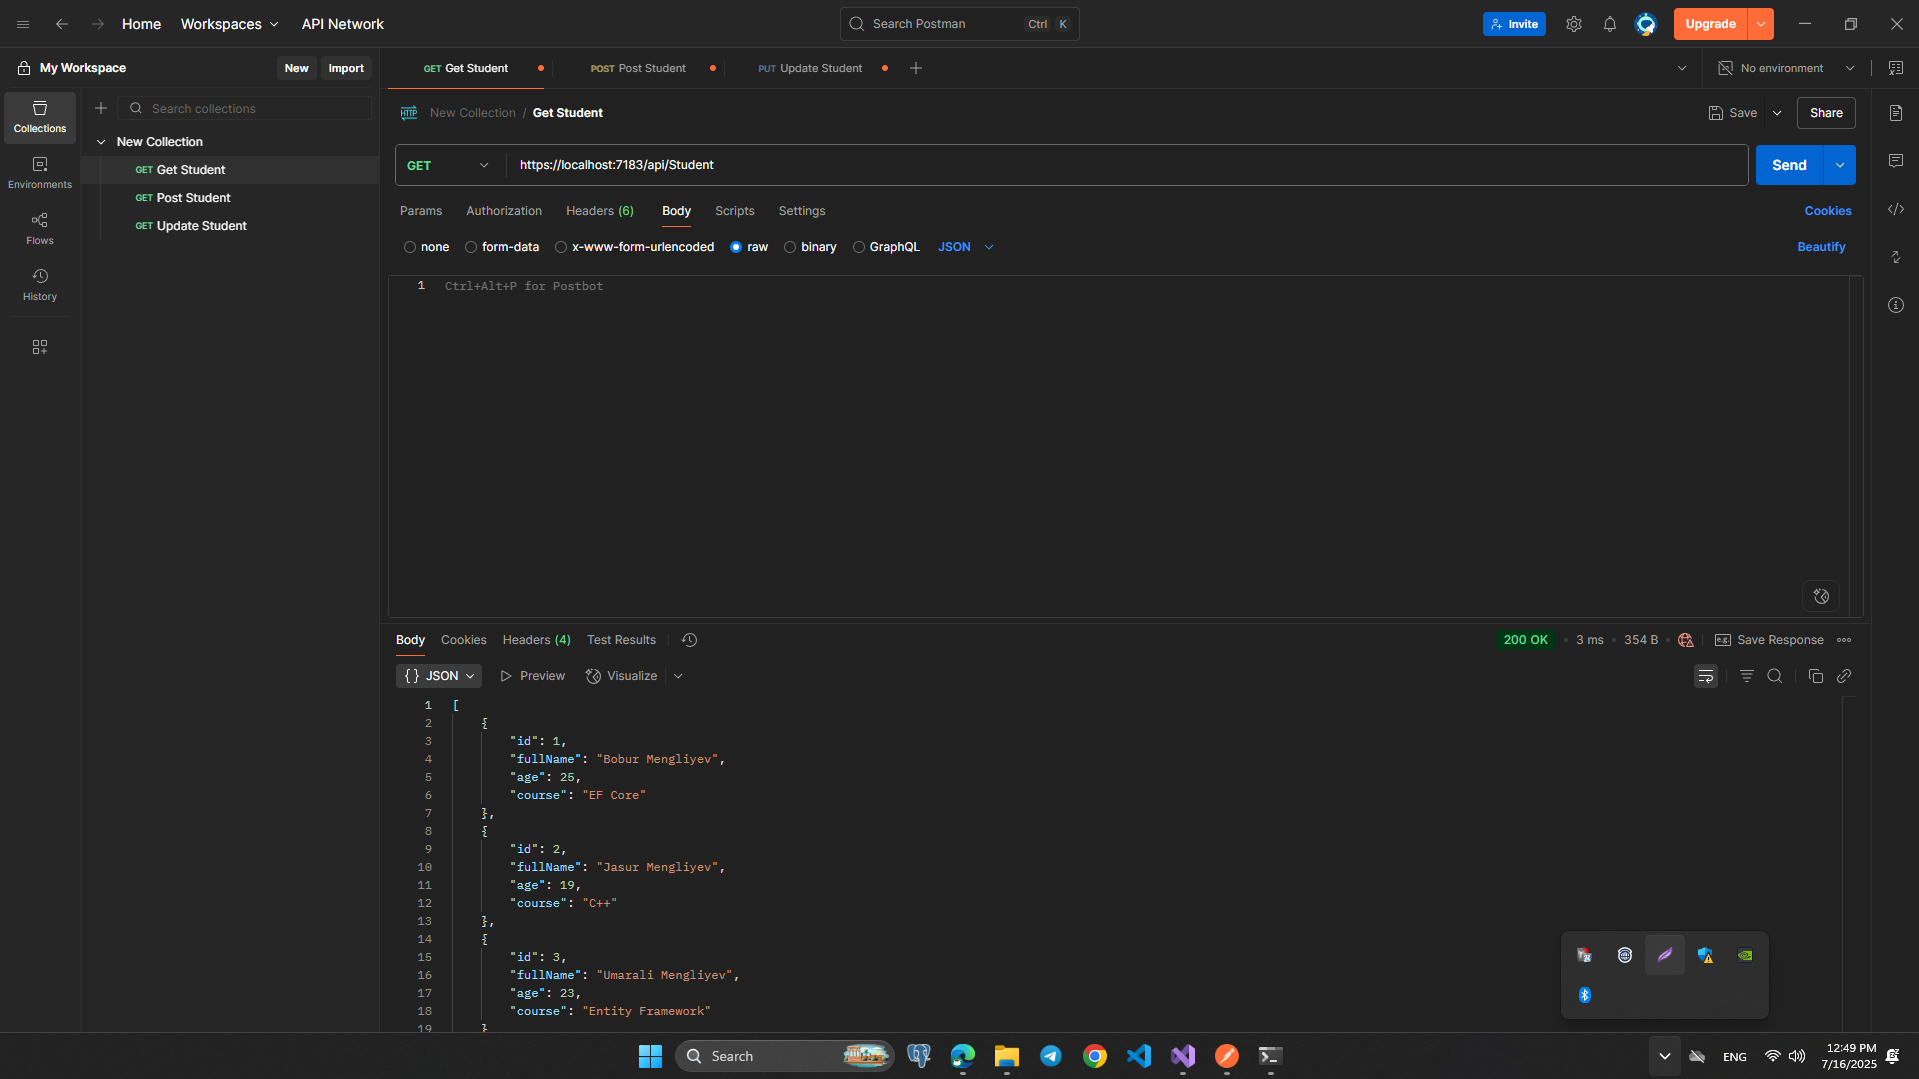 Home Workspaces API Network Search Postman Ctrl K Invite Upgrade
My Workspace New Import GET Get Student POST Post Student PUT Update Student No environment
Collections
Environments
Flows
History
Search collections
New Collection
GET Get Student
GET Post Student
GET Update Student
HTTP New Collection / Get Student Save Share
GET https://localhost:7183/api/Student Send
Params Authorization Headers (6) Body Scripts Settings Cookies
none form-data x-www-form-urlencoded raw binary GraphQL JSON Beautify
1 Ctrl+Alt+P for Postbot
Body Cookies Headers (4) Test Results 200 OK • 3 ms • 354 B • e.g. Save Response
{} JSON Preview Visualize
1 [
2 {
3 "id": 1,
4 "fullName": "Bobur Mengliyev",
5 "age": 25,
6 "course": "EF Core"
7 },
8 {
9 "id": 2,
10 "fullName": "Jasur Mengliyev",
11 "age": 19,
12 "course": "C++"
13 },
14 {
15 "id": 3,
16 "fullName": "Umarali Mengliyev",
17 "age": 23,
18 "course": "Entity Framework"
19 }
Search ENG 12:49 PM
7/16/2025